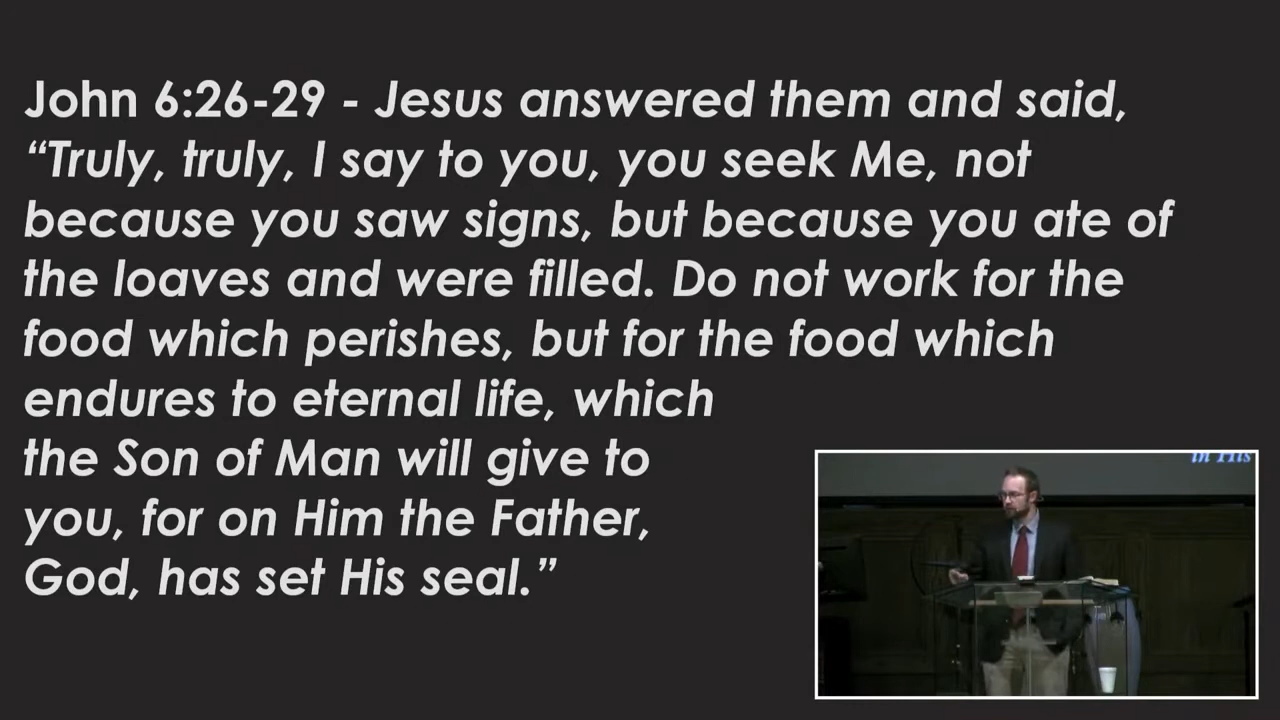 John 6:26-29 - Jesus answered them and said,
“Truly, truly, I say to you, you seek Me, not
because you saw signs, but because you ate of
the loaves and were filled. Do not work for the
food which perishes, but for the food which
endures to eternal life, which
the Son of Man will give to
you, for on Him the Father,
God, has set His seal.”
in His